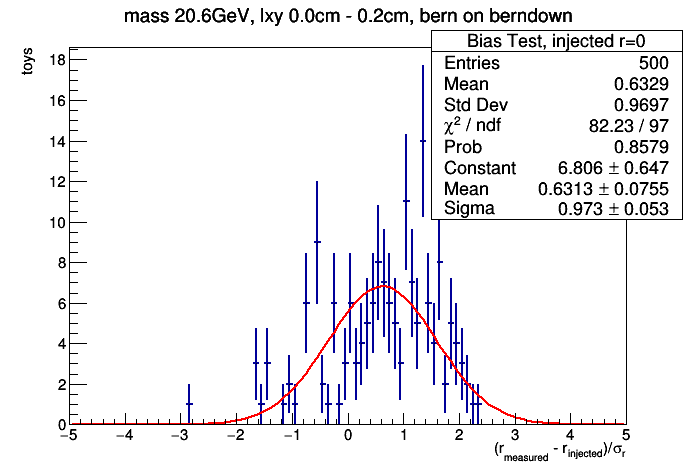 mass 20.6GeV, lxy 0.0cm - 0.2cm, bern on berndown
Bias Test, injected r=0
Entries 500
Mean 0.6329
Std Dev 0.9697
χ² / ndf 82.23 / 97
Prob 0.8579
Constant 6.806 ± 0.647
Mean 0.6313 ± 0.0755
Sigma 0.973 ± 0.053
toys
18
16
14
12
10
8
6
4
2
0
−5 −4 −3 −2 −1 0 1 2 3 4 5
(r_measured - r_injected)/σ_r